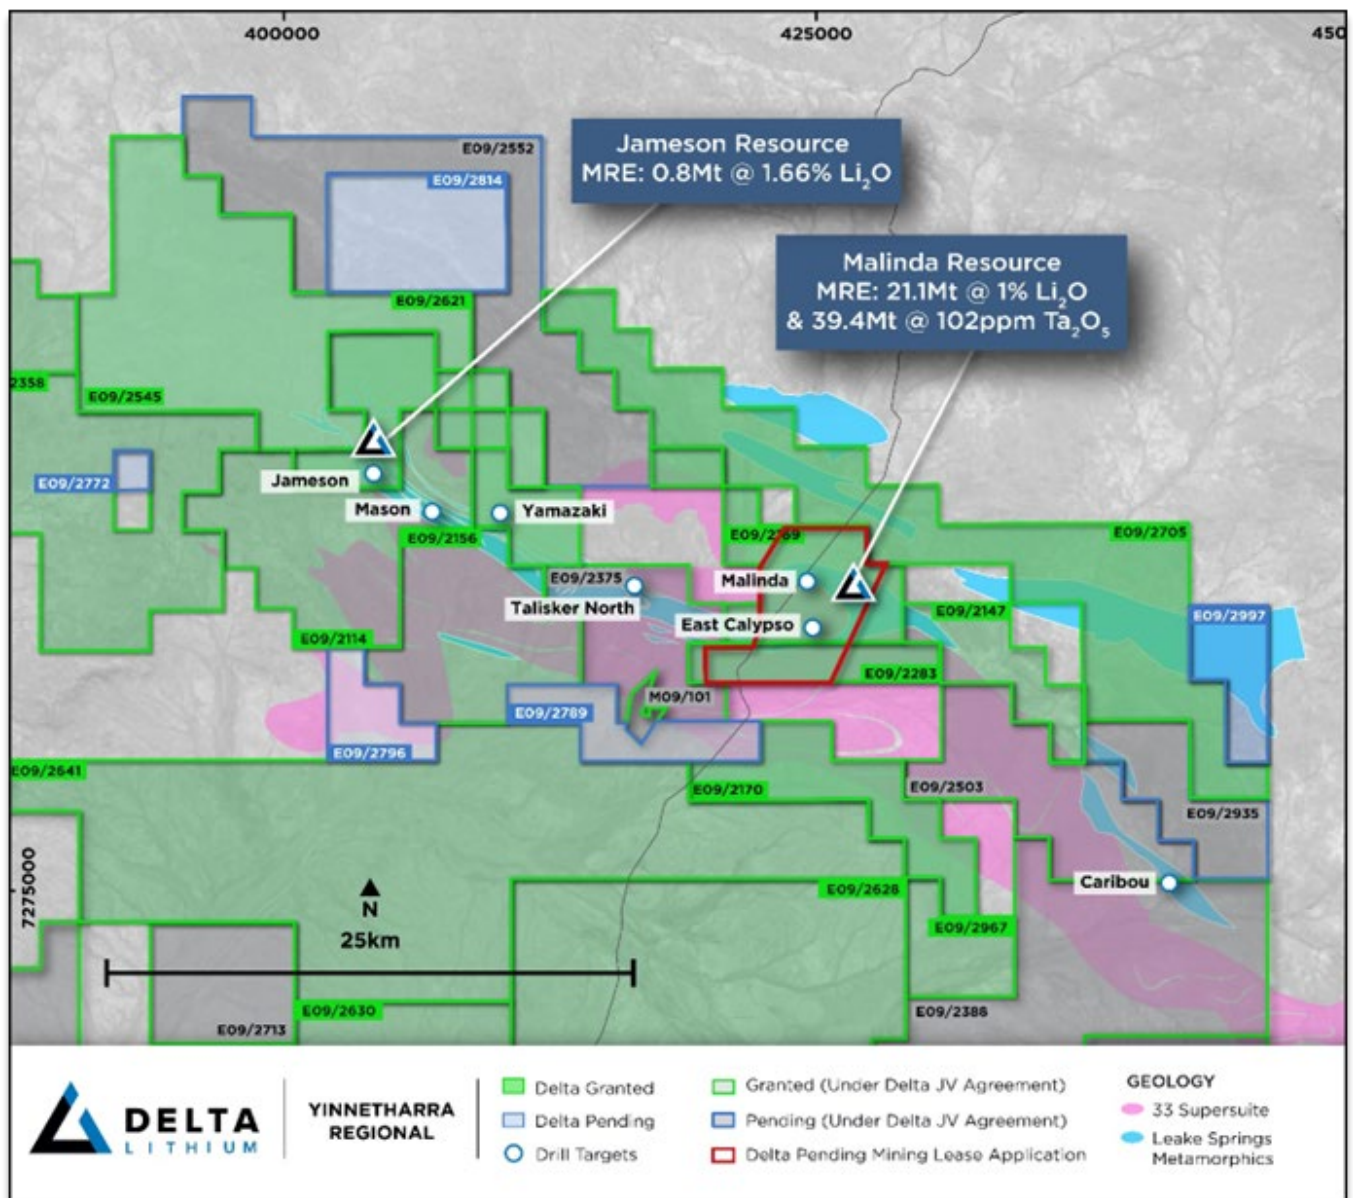 400000
425000
450
E09/2552
Jameson Resource
MRE: 0.8Mt @ 1.66% Li₂O
E09/2814
Malinda Resource
MRE: 21.1Mt @ 1% Li₂O
& 39.4Mt @ 102ppm Ta₂O₅
E09/2621
2358
E09/2545
E09/2772
Jameson
Mason
Yamazaki
E09/2156
E09/2169
E09/2705
E09/2375
Malinda
Talisker North
East Calypso
E09/2147
E09/2997
E09/2114
E09/2283
M09/101
E09/2789
E09/2796
E09/2641
E09/2170
E09/2503
E09/2935
7275000
Caribou
E09/2628
N
25km
E09/2967
E09/2630
E09/2388
E09/2713
DELTA
LITHIUM
YINNETHARRA
REGIONAL
Delta Granted
Delta Pending
Drill Targets
Granted (Under Delta JV Agreement)
Pending (Under Delta JV Agreement)
Delta Pending Mining Lease Application
GEOLOGY
33 Supersuite
Leake Springs
Metamorphics